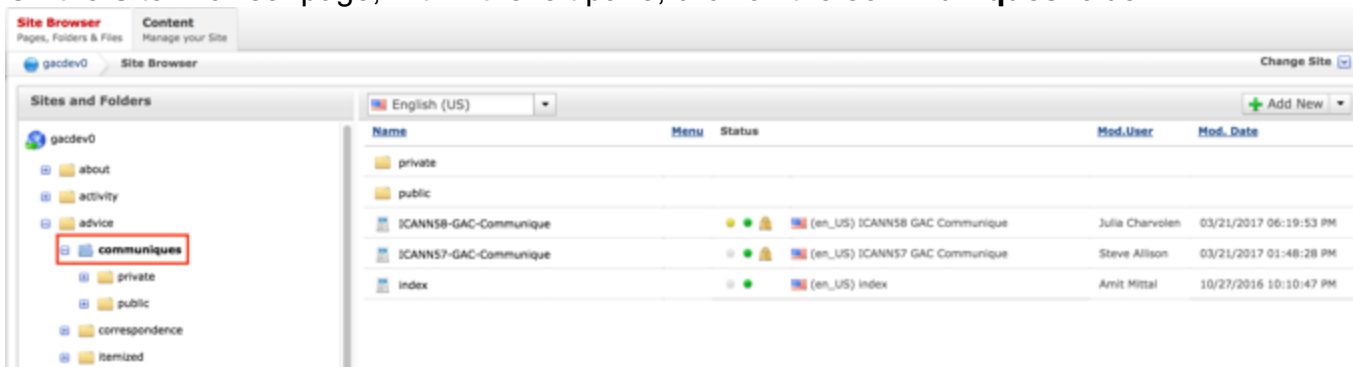 Site Browser Content
Pages, Folders & Files Manage your Site
gacdev0 Site Browser Change Site
Sites and Folders English (US) Add New
gacdev0 Name Menu Status Mod.User Mod. Date
about private
activity public
advice ICANN58-GAC-Communique (en_US) ICANN58 GAC Communique Julia Charvolen 03/21/2017 06:19:53 PM
communiques ICANN57-GAC-Communique (en_US) ICANN57 GAC Communique Steve Allison 03/21/2017 01:48:28 PM
private index (en_US) index Amit Mittal 10/27/2016 10:10:47 PM
public
correspondence
itemized